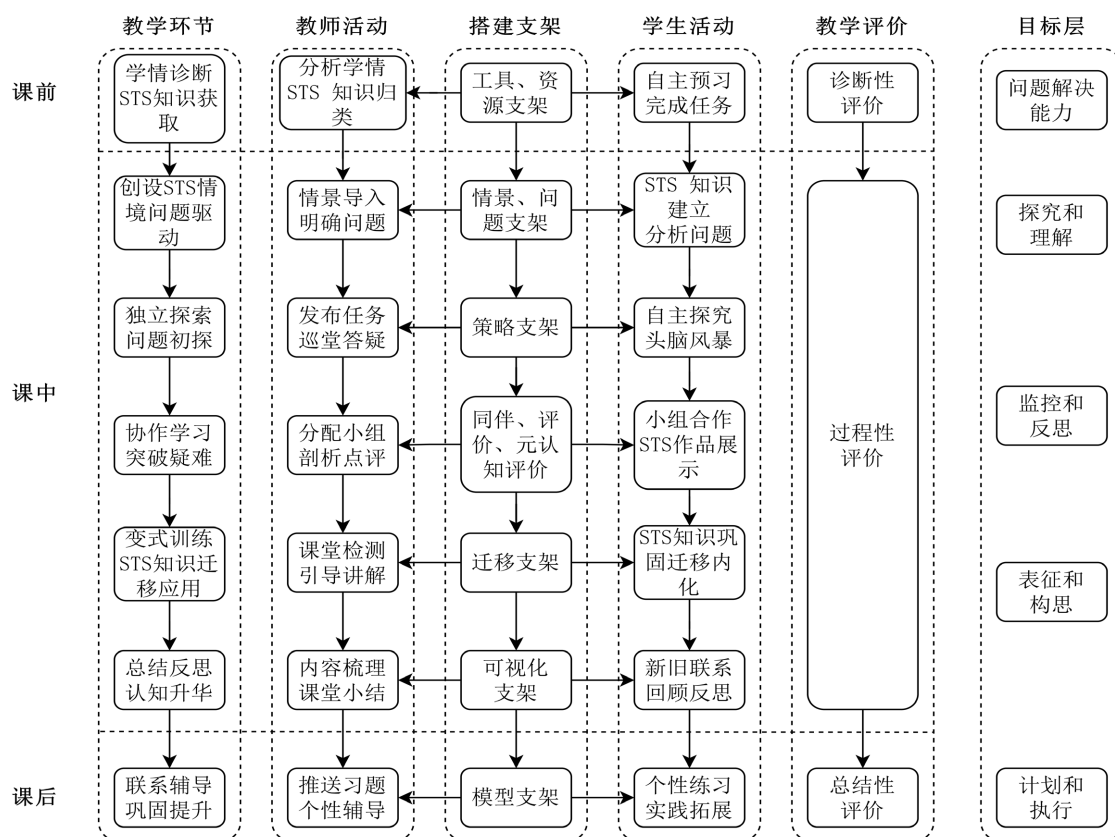 教学环节
教师活动
搭建支架
学生活动
教学评价
目标层
课前
学情诊断
STS知识获
取
分析学情
STS 知识归
类
工具、资
源支架
自主预习
完成任务
诊断性
评价
问题解决
能力
课中
创设STS情
境问题驱
动
情景导入
明确问题
情景、问
题支架
STS 知识
建立
分析问题
过程性
评价
探究和
理解
独立探索
问题初探
发布任务
巡堂答疑
策略支架
自主探究
头脑风暴
协作学习
突破疑难
分配小组
剖析点评
同伴、评
价、元认
知评价
小组合作
STS作品展
示
监控和
反思
变式训练
STS知识迁
移应用
课堂检测
引导讲解
迁移支架
STS知识巩
固迁移内
化
表征和
构思
总结反思
认知升华
内容梳理
课堂小结
可视化
支架
新旧联系
回顾反思
课后
联系辅导
巩固提升
推送习题
个性辅导
模型支架
个性练习
实践拓展
总结性
评价
计划和
执行